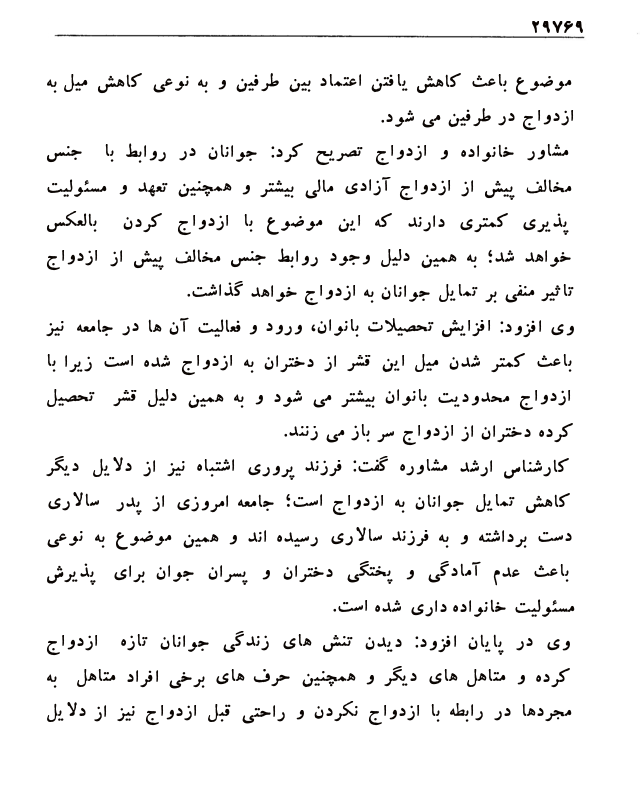 ۲۹۷۶۹
موضوع باعث کاهش یافتن اعتماد بین طرفین و به نوعی کاهش میل به
ازدواج در طرفین می شود.
مشاور خانواده و ازدواج تصریح کرد: جوانان در روابط با جنس
مخالف پیش از ازدواج آزادی مالی بیشتر و همچنین تعهد و مسئولیت
پذیری کمتری دارند که این موضوع با ازدواج کردن بالعکس
خواهد شد؛ به همین دلیل وجود روابط جنس مخالف پیش از ازدواج
تاثیر منفی بر تمایل جوانان به ازدواج خواهد گذاشت.
وی افزود: افزایش تحصیلات بانوان، ورود و فعالیت آن ها در جامعه نیز
باعث کمتر شدن میل این قشر از دختران به ازدواج شده است زیرا با
ازدواج محدودیت بانوان بیشتر می شود و به همین دلیل قشر تحصیل
کرده دختران از ازدواج سر باز می زنند.
کارشناس ارشد مشاوره گفت: فرزند پروری اشتباه نیز از دلایل دیگر
کاهش تمایل جوانان به ازدواج است؛ جامعه امروزی از پدر سالاری
دست برداشته و به فرزند سالاری رسیده اند و همین موضوع به نوعی
باعث عدم آمادگی و پختگی دختران و پسران جوان برای پذیرش
مسئولیت خانواده داری شده است.
وی در پایان افزود: دیدن تنش های زندگی جوانان تازه ازدواج
کرده و متاهل های دیگر و همچنین حرف های برخی افراد متاهل به
مجردها در رابطه با ازدواج نکردن و راحتی قبل ازدواج نیز از دلایل